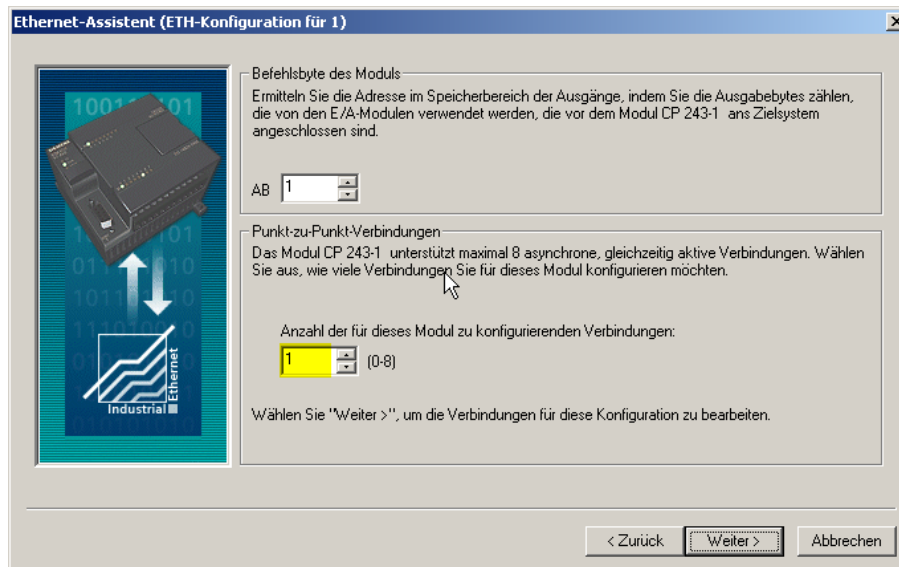 Ethernet-Assistent (ETH-Konfiguration für 1)
Befehlsbyte des Moduls
Ermitteln Sie die Adresse im Speicherbereich der Ausgänge, indem Sie die Ausgabebytes zählen,
die von den E/A-Modulen verwendet werden, die vor dem Modul CP 243-1 ans Zielsystem
angeschlossen sind.
AB 1
Punkt-zu-Punkt-Verbindungen
Das Modul CP 243-1 unterstützt maximal 8 asynchrone, gleichzeitig aktive Verbindungen. Wählen
Sie aus, wie viele Verbindungen Sie für dieses Modul konfigurieren möchten.
Anzahl der für dieses Modul zu konfigurierenden Verbindungen:
1 (0-8)
Wählen Sie "Weiter >", um die Verbindungen für diese Konfiguration zu bearbeiten.
Industrial
Ethernet
< Zurück
Weiter >
Abbrechen